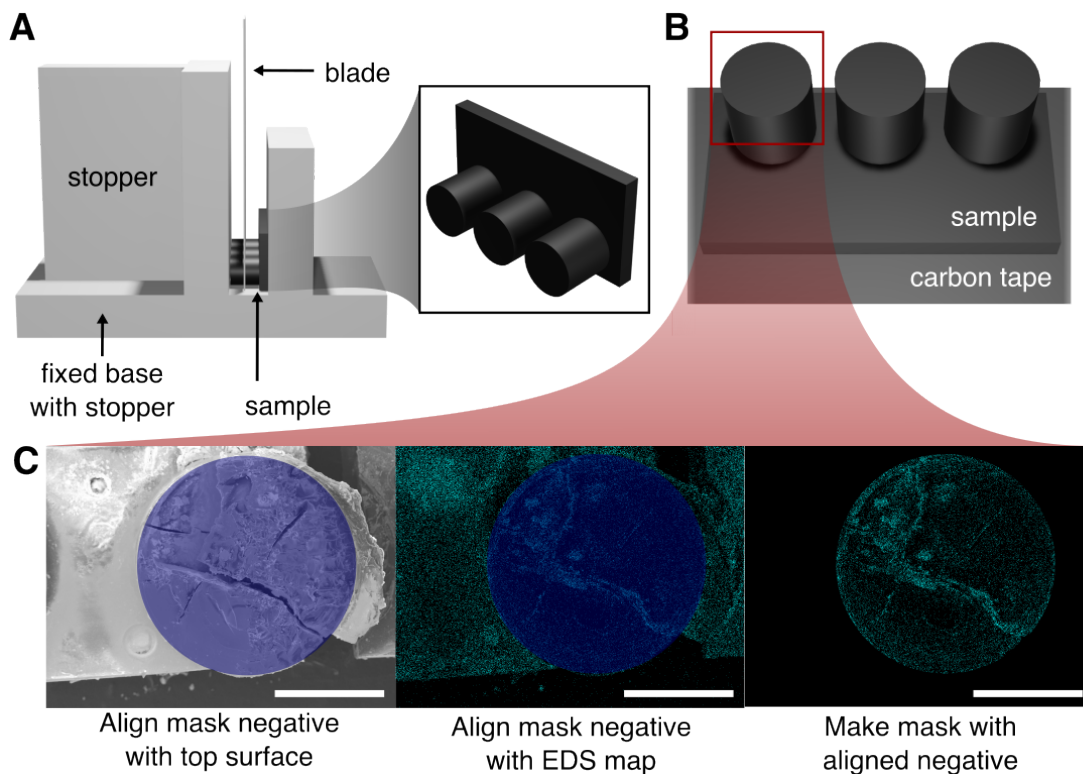 A
blade
stopper
fixed base
with stopper
sample
B
sample
carbon tape
C
Align mask negative
with top surface
Align mask negative
with EDS map
Make mask with
aligned negative